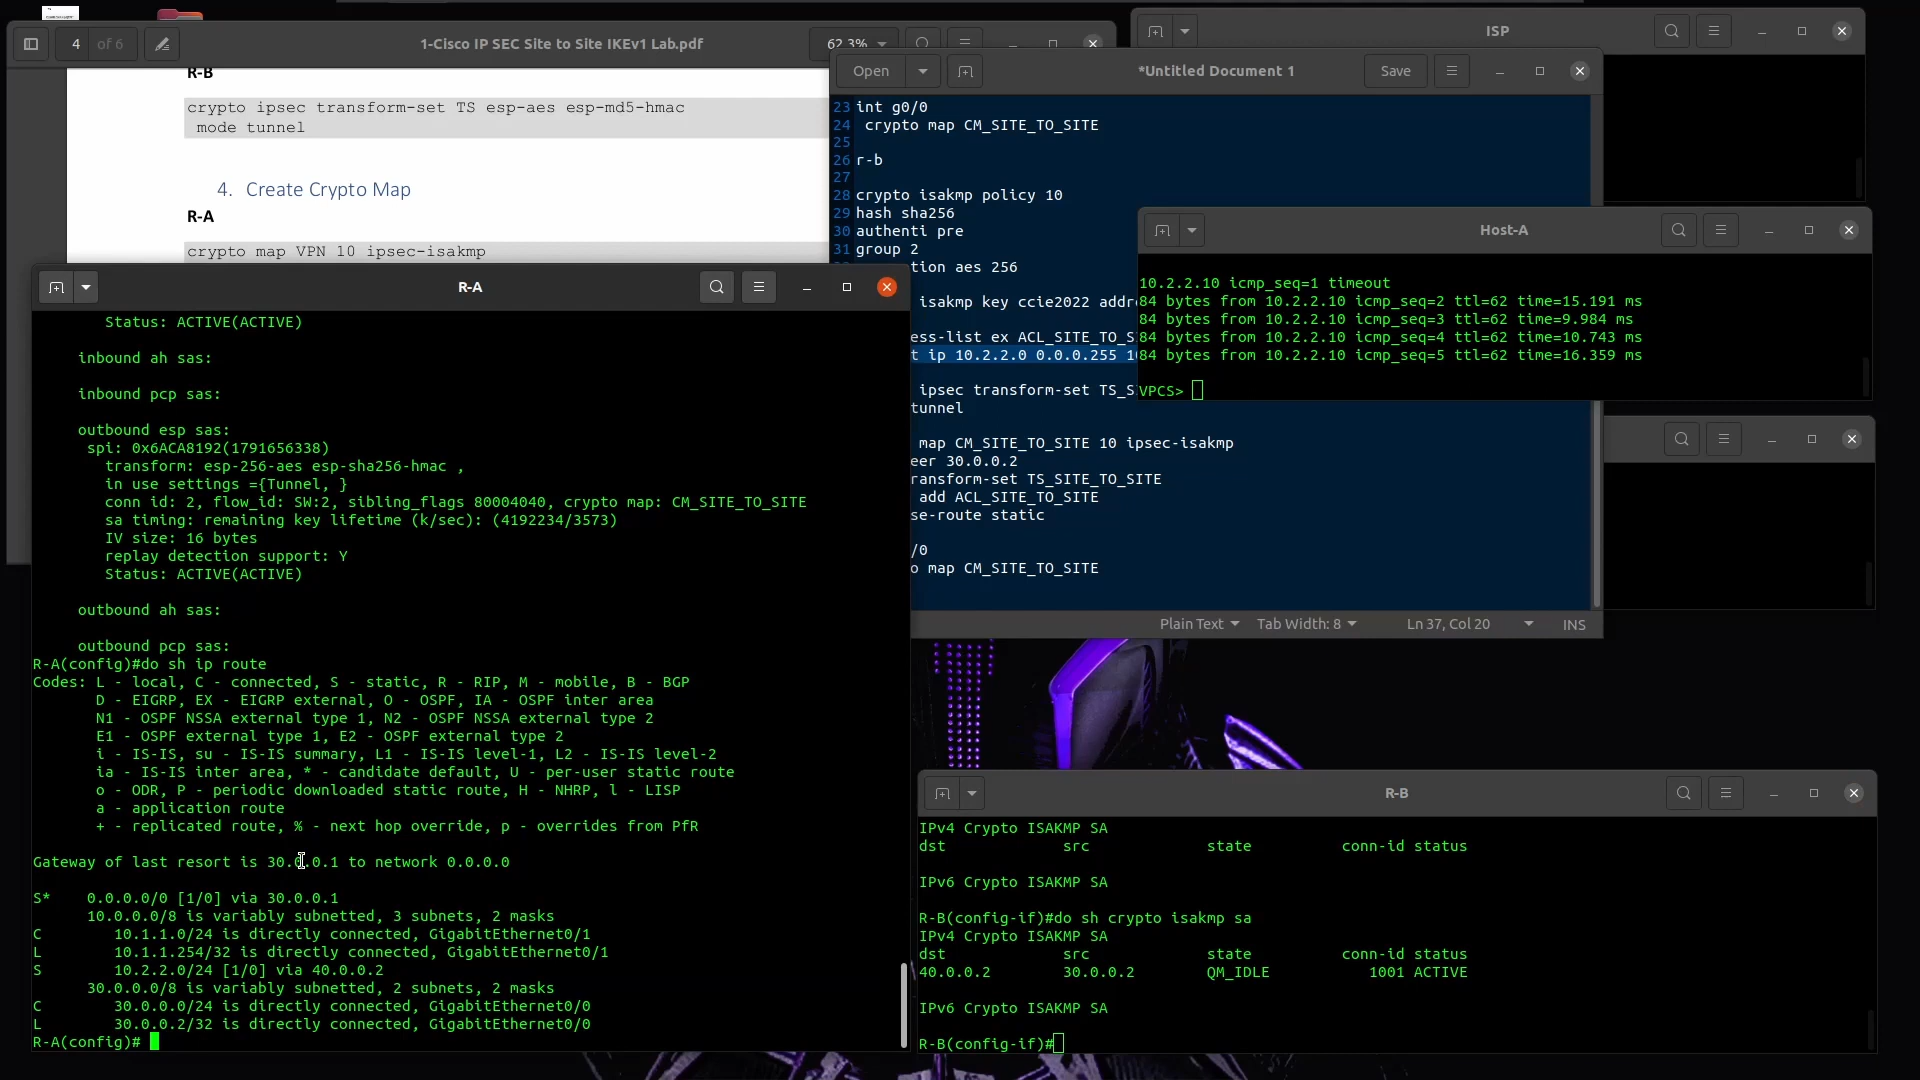 4 of 6
1-Cisco IP SEC Site to Site IKEv1 Lab.pdf
62.3%
R-B
crypto ipsec transform-set TS esp-aes esp-md5-hmac
mode tunnel
4. Create Crypto Map
R-A
crypto map VPN 10 ipsec-isakmp
ISP
Open
*Untitled Document 1
Save
23 int g0/0
24 crypto map CM_SITE_TO_SITE
25
26 r-b
27
28 crypto isakmp policy 10
29 hash sha256
30 authenti pre
31 group 2
tion aes 256
isakmp key ccie2022 addr
ess-list ex ACL_SITE_TO_S
t ip 10.2.2.0 0.0.0.255 1
ipsec transform-set TS_S
tunnel
map CM_SITE_TO_SITE 10 ipsec-isakmp
eer 30.0.0.2
ransform-set TS_SITE_TO_SITE
add ACL_SITE_TO_SITE
se-route static
/0
o map CM_SITE_TO_SITE
Plain Text
Tab Width: 8
Ln 37, Col 20
INS
Host-A
10.2.2.10 icmp_seq=1 timeout
84 bytes from 10.2.2.10 icmp_seq=2 ttl=62 time=15.191 ms
84 bytes from 10.2.2.10 icmp_seq=3 ttl=62 time=9.984 ms
84 bytes from 10.2.2.10 icmp_seq=4 ttl=62 time=10.743 ms
84 bytes from 10.2.2.10 icmp_seq=5 ttl=62 time=16.359 ms
VPCS>
R-A
Status: ACTIVE(ACTIVE)
inbound ah sas:
inbound pcp sas:
outbound esp sas:
spi: 0x6ACA8192(1791656338)
transform: esp-256-aes esp-sha256-hmac ,
in use settings ={Tunnel, }
conn id: 2, flow_id: SW:2, sibling_flags 80004040, crypto map: CM_SITE_TO_SITE
sa timing: remaining key lifetime (k/sec): (4192234/3573)
IV size: 16 bytes
replay detection support: Y
Status: ACTIVE(ACTIVE)
outbound ah sas:
outbound pcp sas:
R-A(config)#do sh ip route
Codes: L - local, C - connected, S - static, R - RIP, M - mobile, B - BGP
D - EIGRP, EX - EIGRP external, O - OSPF, IA - OSPF inter area
N1 - OSPF NSSA external type 1, N2 - OSPF NSSA external type 2
E1 - OSPF external type 1, E2 - OSPF external type 2
i - IS-IS, su - IS-IS summary, L1 - IS-IS level-1, L2 - IS-IS level-2
ia - IS-IS inter area, * - candidate default, U - per-user static route
o - ODR, P - periodic downloaded static route, H - NHRP, l - LISP
a - application route
+ - replicated route, % - next hop override, p - overrides from PfR
Gateway of last resort is 30.0.0.1 to network 0.0.0.0
S* 0.0.0.0/0 [1/0] via 30.0.0.1
10.0.0.0/8 is variably subnetted, 3 subnets, 2 masks
C 10.1.1.0/24 is directly connected, GigabitEthernet0/1
L 10.1.1.254/32 is directly connected, GigabitEthernet0/1
S 10.2.2.0/24 [1/0] via 40.0.0.2
30.0.0.0/8 is variably subnetted, 2 subnets, 2 masks
C 30.0.0.0/24 is directly connected, GigabitEthernet0/0
L 30.0.0.2/32 is directly connected, GigabitEthernet0/0
R-A(config)#
R-B
IPv4 Crypto ISAKMP SA
dst src state conn-id status
IPv6 Crypto ISAKMP SA
R-B(config-if)#do sh crypto isakmp sa
IPv4 Crypto ISAKMP SA
dst src state conn-id status
40.0.0.2 30.0.0.2 QM_IDLE 1001 ACTIVE
IPv6 Crypto ISAKMP SA
R-B(config-if)#